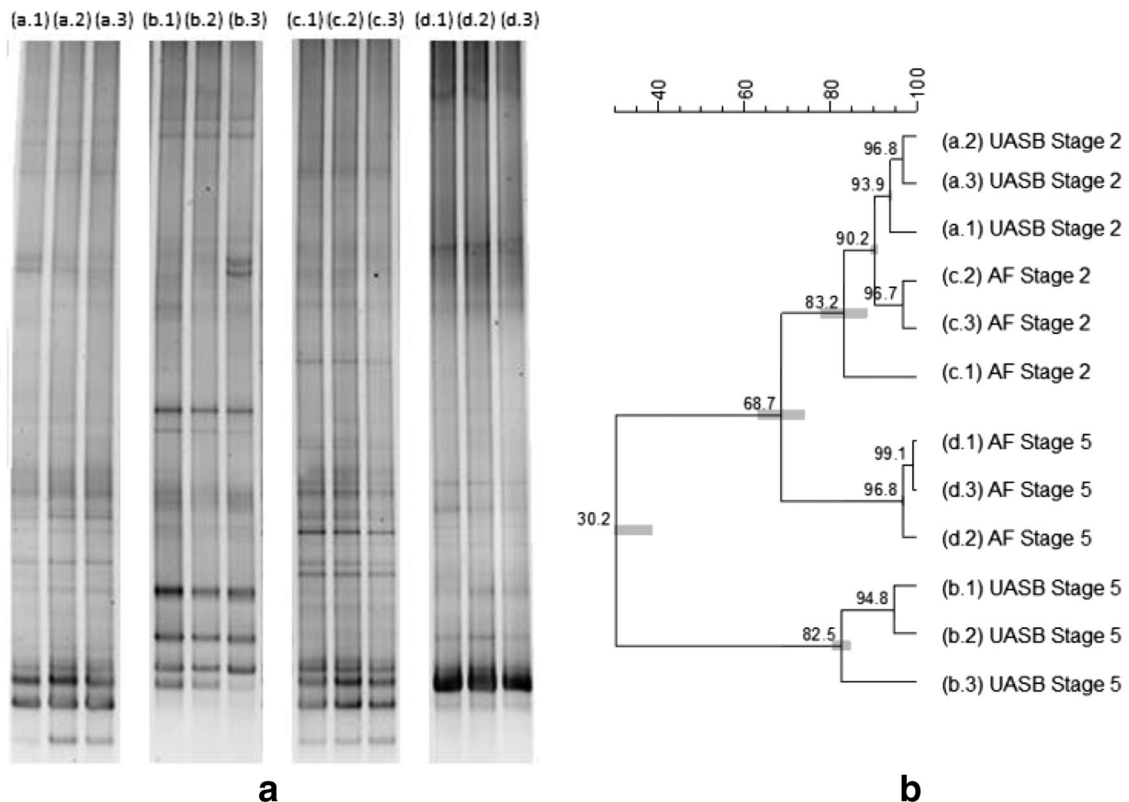 (a.1) (a.2) (a.3) (b.1) (b.2) (b.3) (c.1) (c.2) (c.3) (d.1) (d.2) (d.3)
40 60 80 100
96.8 (a.2) UASB Stage 2
93.9 (a.3) UASB Stage 2
90.2 (a.1) UASB Stage 2
96.7 (c.2) AF Stage 2
83.2 (c.3) AF Stage 2
(c.1) AF Stage 2
68.7
99.1 (d.1) AF Stage 5
96.8 (d.3) AF Stage 5
30.2 (d.2) AF Stage 5
94.8 (b.1) UASB Stage 5
82.5 (b.2) UASB Stage 5
(b.3) UASB Stage 5
a b